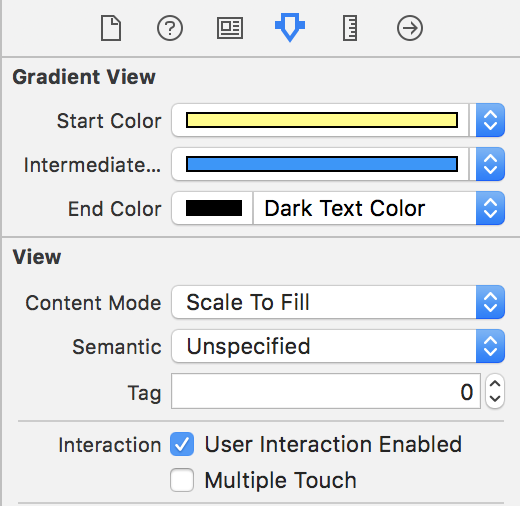 Gradient View
Start Color
Intermediate...
End Color Dark Text Color
View
Content Mode Scale To Fill
Semantic Unspecified
Tag 0
Interaction User Interaction Enabled
Multiple Touch